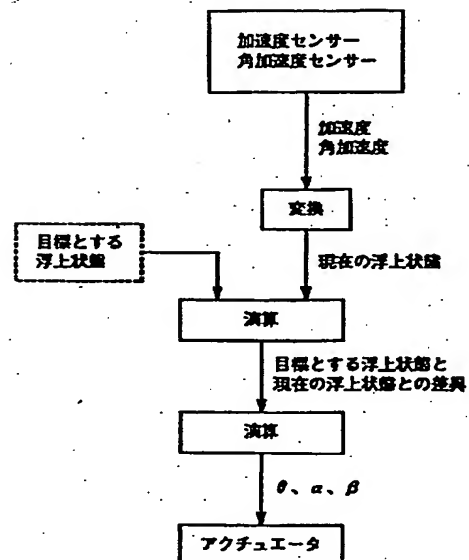 加速度センサー
角加速度センサー
加速度
角加速度
変換
目標とする
浮上状態
現在の浮上状態
演算
目標とする浮上状態と
現在の浮上状態との差異
演算
θ、α、β
アクチュエータ